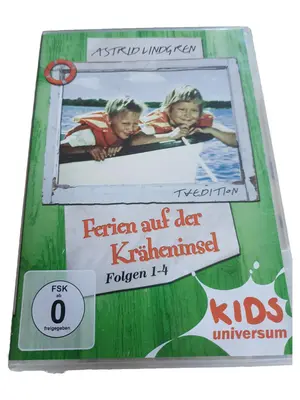 ASTRID LINDGREN
TV-EDITION
Ferien auf der
Kräheninsel
Folgen 1-4
FSK
ab
0
freigegeben
KIDS
universum